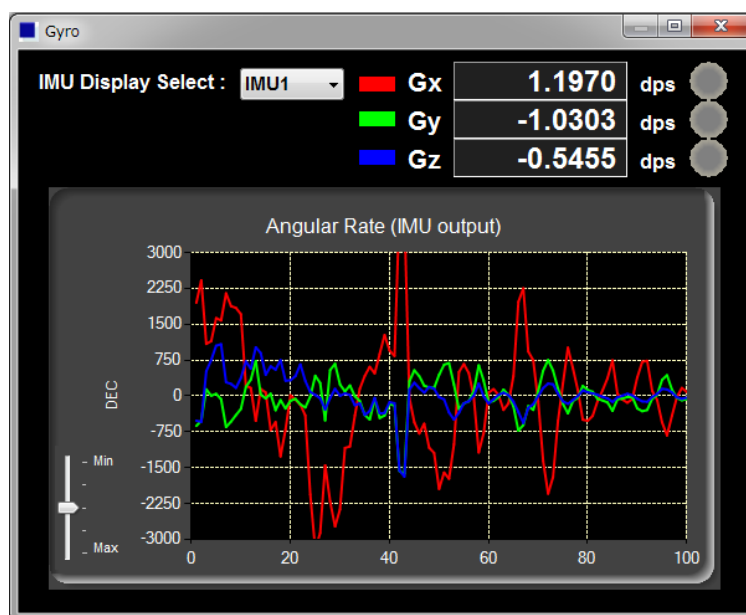 Gyro
IMU Display Select : IMU1
Gx 1.1970 dps
Gy -1.0303 dps
Gz -0.5455 dps
Angular Rate (IMU output)
3000
2250
1500
750
0
-750
-1500
-2250
-3000
DEC
Min
Max
0 20 40 60 80 100